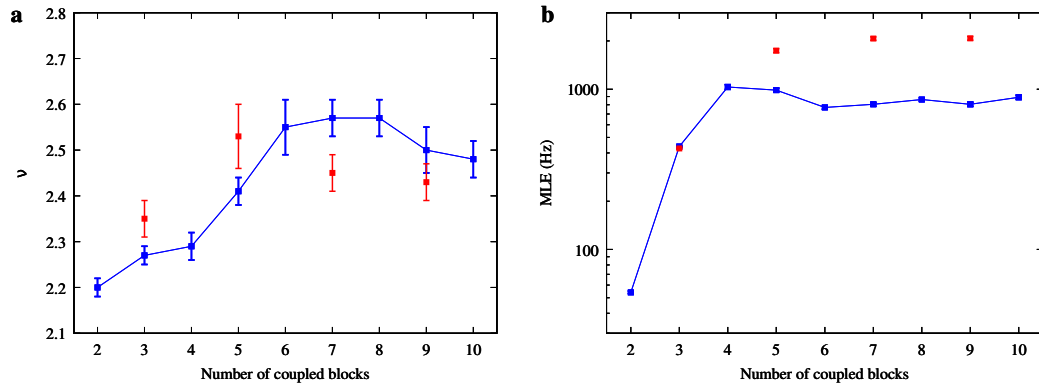 a
2.8
2.7
2.6
2.5
2.4
2.3
2.2
2.1
ν
2 3 4 5 6 7 8 9 10
Number of coupled blocks
b
1000
100
MLE (Hz)
2 3 4 5 6 7 8 9 10
Number of coupled blocks